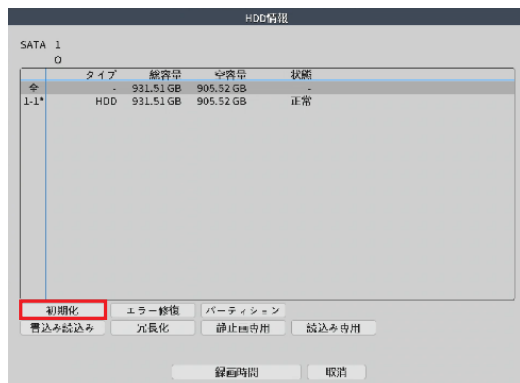 HDD情報
SATA 1
O
タイプ 総容量 空容量 状態
全 - 931.51 GB 905.52 GB -
1-1* HDD 931.51 GB 905.52 GB 正常
初期化 エラー修復 パーティション
書込み読込み 冗長化 静止画専用 読込み専用
録画時間 取消